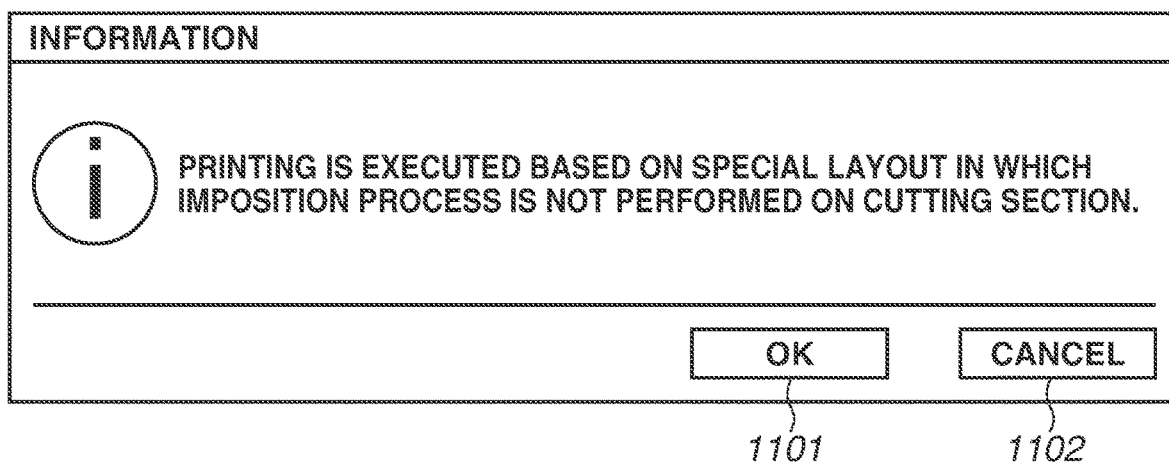 INFORMATION
i
PRINTING IS EXECUTED BASED ON SPECIAL LAYOUT IN WHICH
IMPOSITION PROCESS IS NOT PERFORMED ON CUTTING SECTION.
OK CANCEL
1101 1102